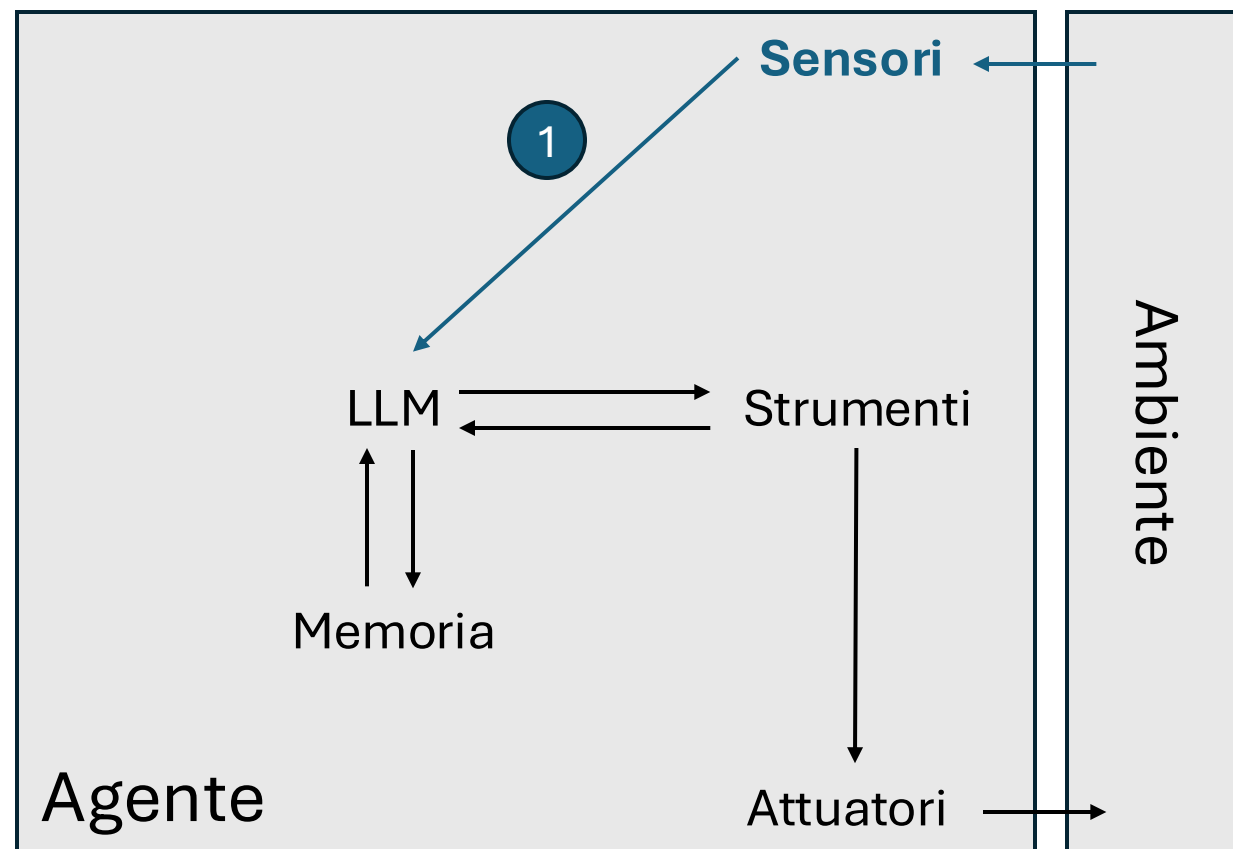 Sensori
1
Ambiente
LLM
Strumenti
Memoria
Agente
Attuatori